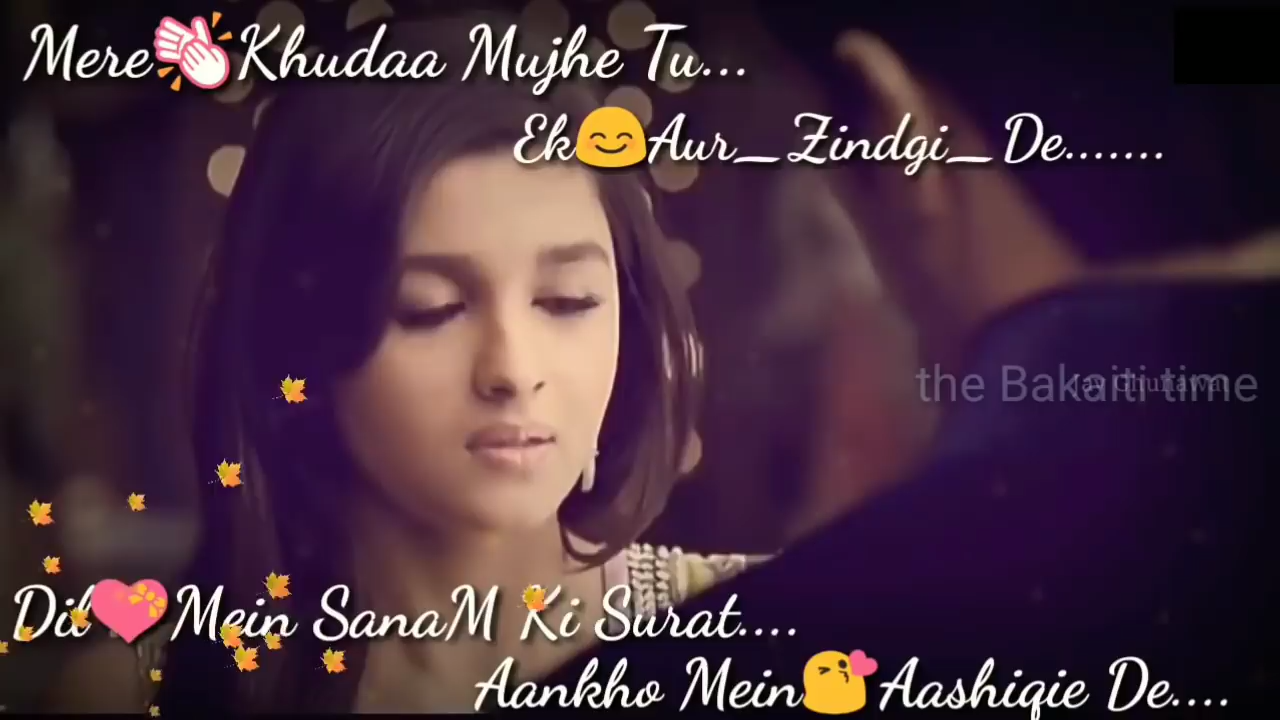 Mere👏Khudaa Mujhe Tu...
Ek😊Aur_Zindgi_De.......
the Bakaiti time
Dil💝Mein SanaM Ki Surat....
Aankho Mein😘Aashiqie De....